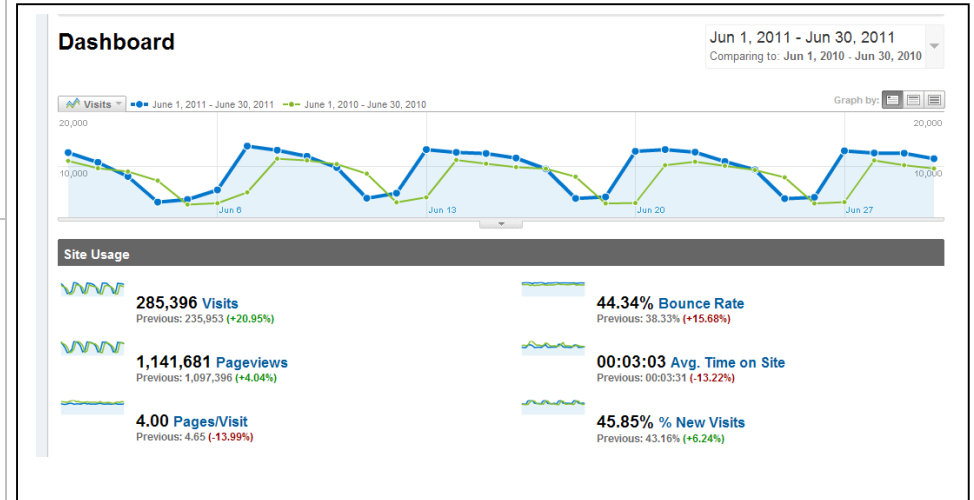 Dashboard
Jun 1, 2011 - Jun 30, 2011
Comparing to: Jun 1, 2010 - Jun 30, 2010
Visits
June 1, 2011 - June 30, 2011
June 1, 2010 - June 30, 2010
Graph by:
20,000
20,000
10,000
10,000
Jun 6
Jun 13
Jun 20
Jun 27
Site Usage
285,396 Visits
Previous: 235,953 (+20.95%)
44.34% Bounce Rate
Previous: 38.33% (+15.68%)
1,141,681 Pageviews
Previous: 1,097,396 (+4.04%)
00:03:03 Avg. Time on Site
Previous: 00:03:31 (-13.22%)
4.00 Pages/Visit
Previous: 4.65 (-13.99%)
45.85% % New Visits
Previous: 43.16% (+6.24%)